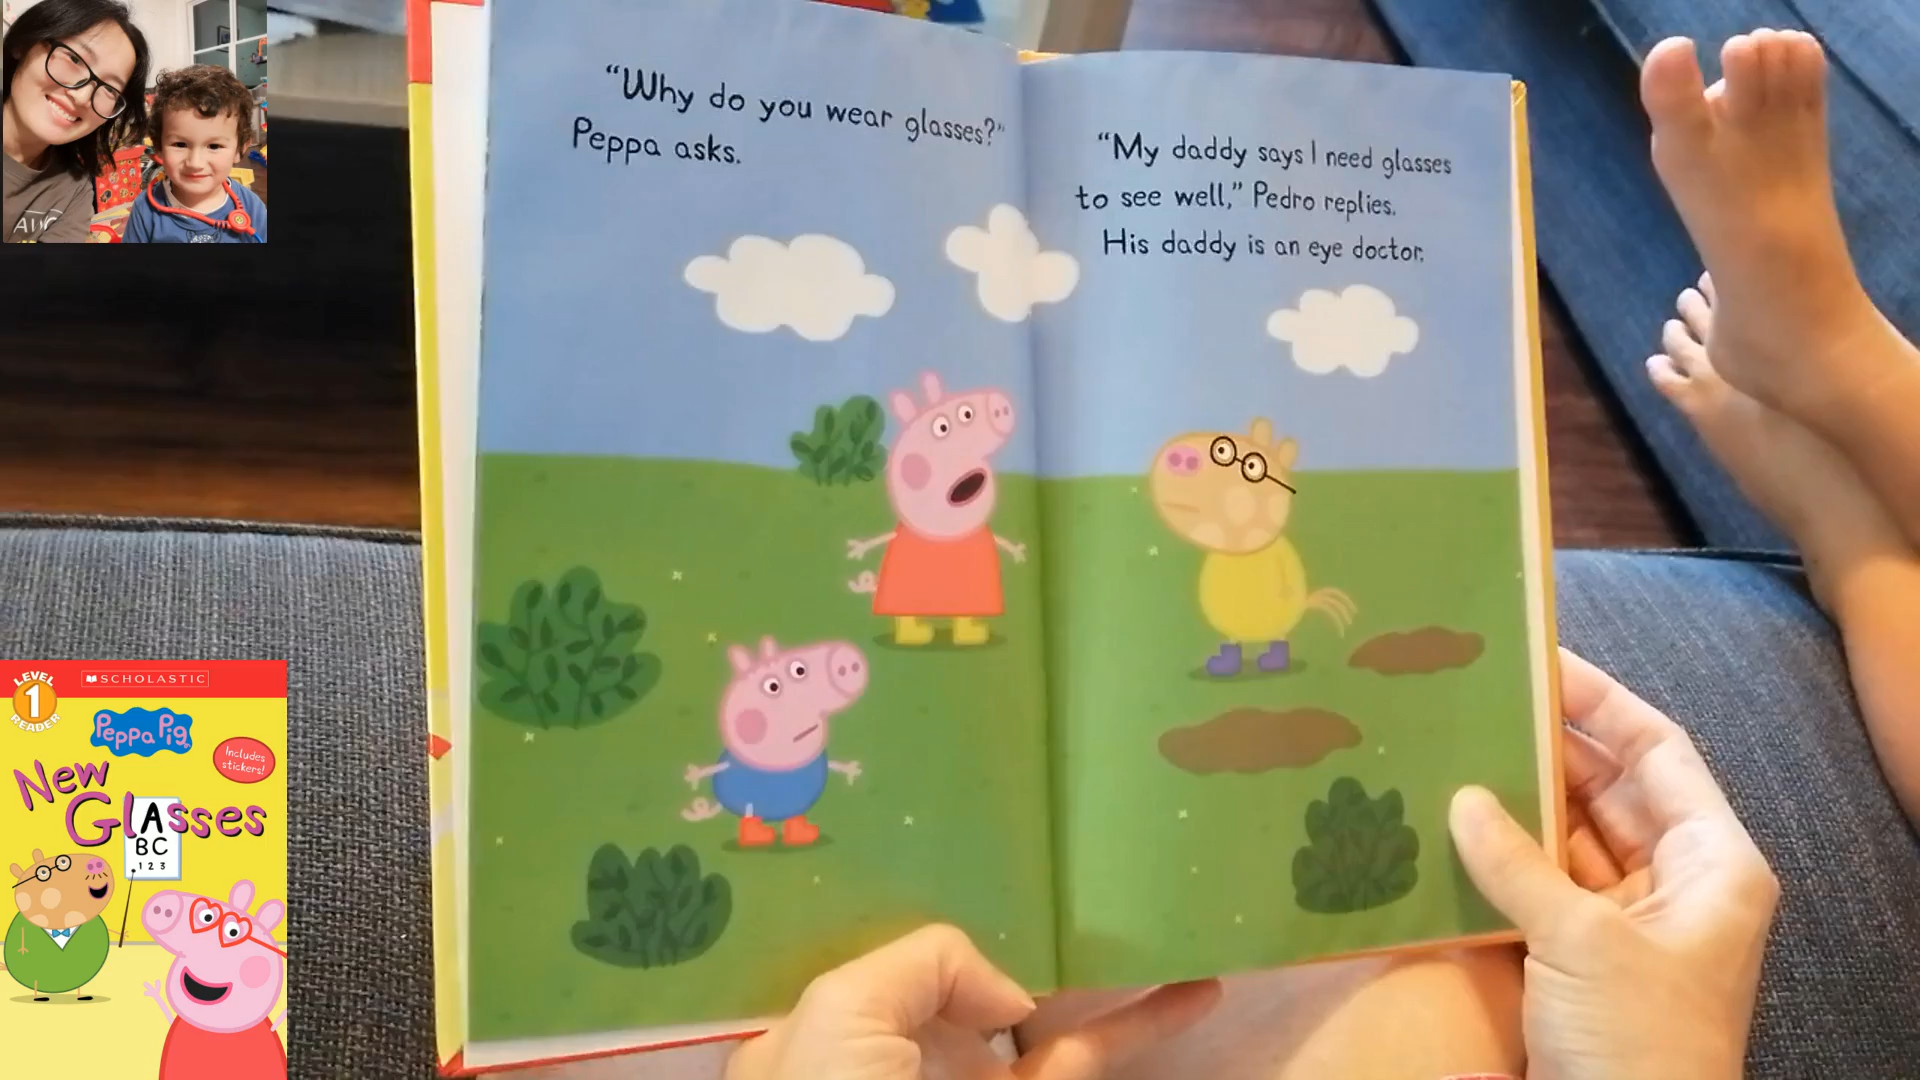 “Why do you wear glasses?”
Peppa asks.
“My daddy says I need glasses
to see well,” Pedro replies.
His daddy is an eye doctor.
LEVEL
1
READER
SCHOLASTIC
Peppa Pig
Includes
stickers!
New
Glasses
A
BC
123